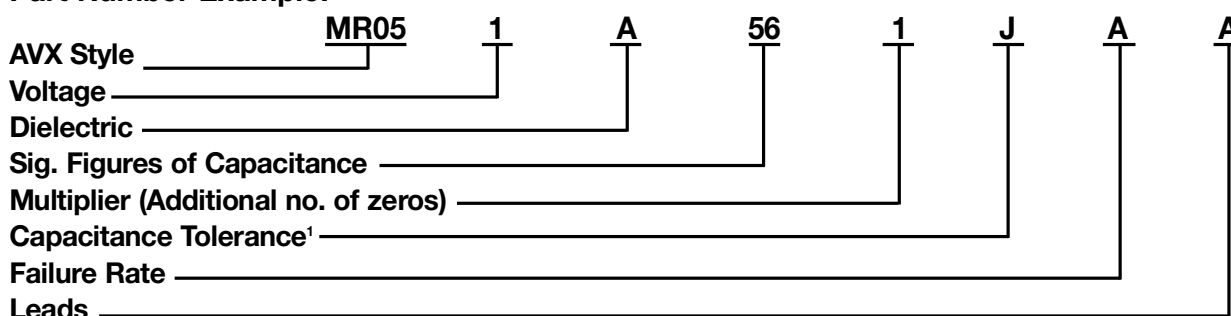 Part Number Example:
MR05 1 A 56 1 J A A
AVX Style
Voltage
Dielectric
Sig. Figures of Capacitance
Multiplier (Additional no. of zeros)
Capacitance Tolerance¹
Failure Rate
Leads